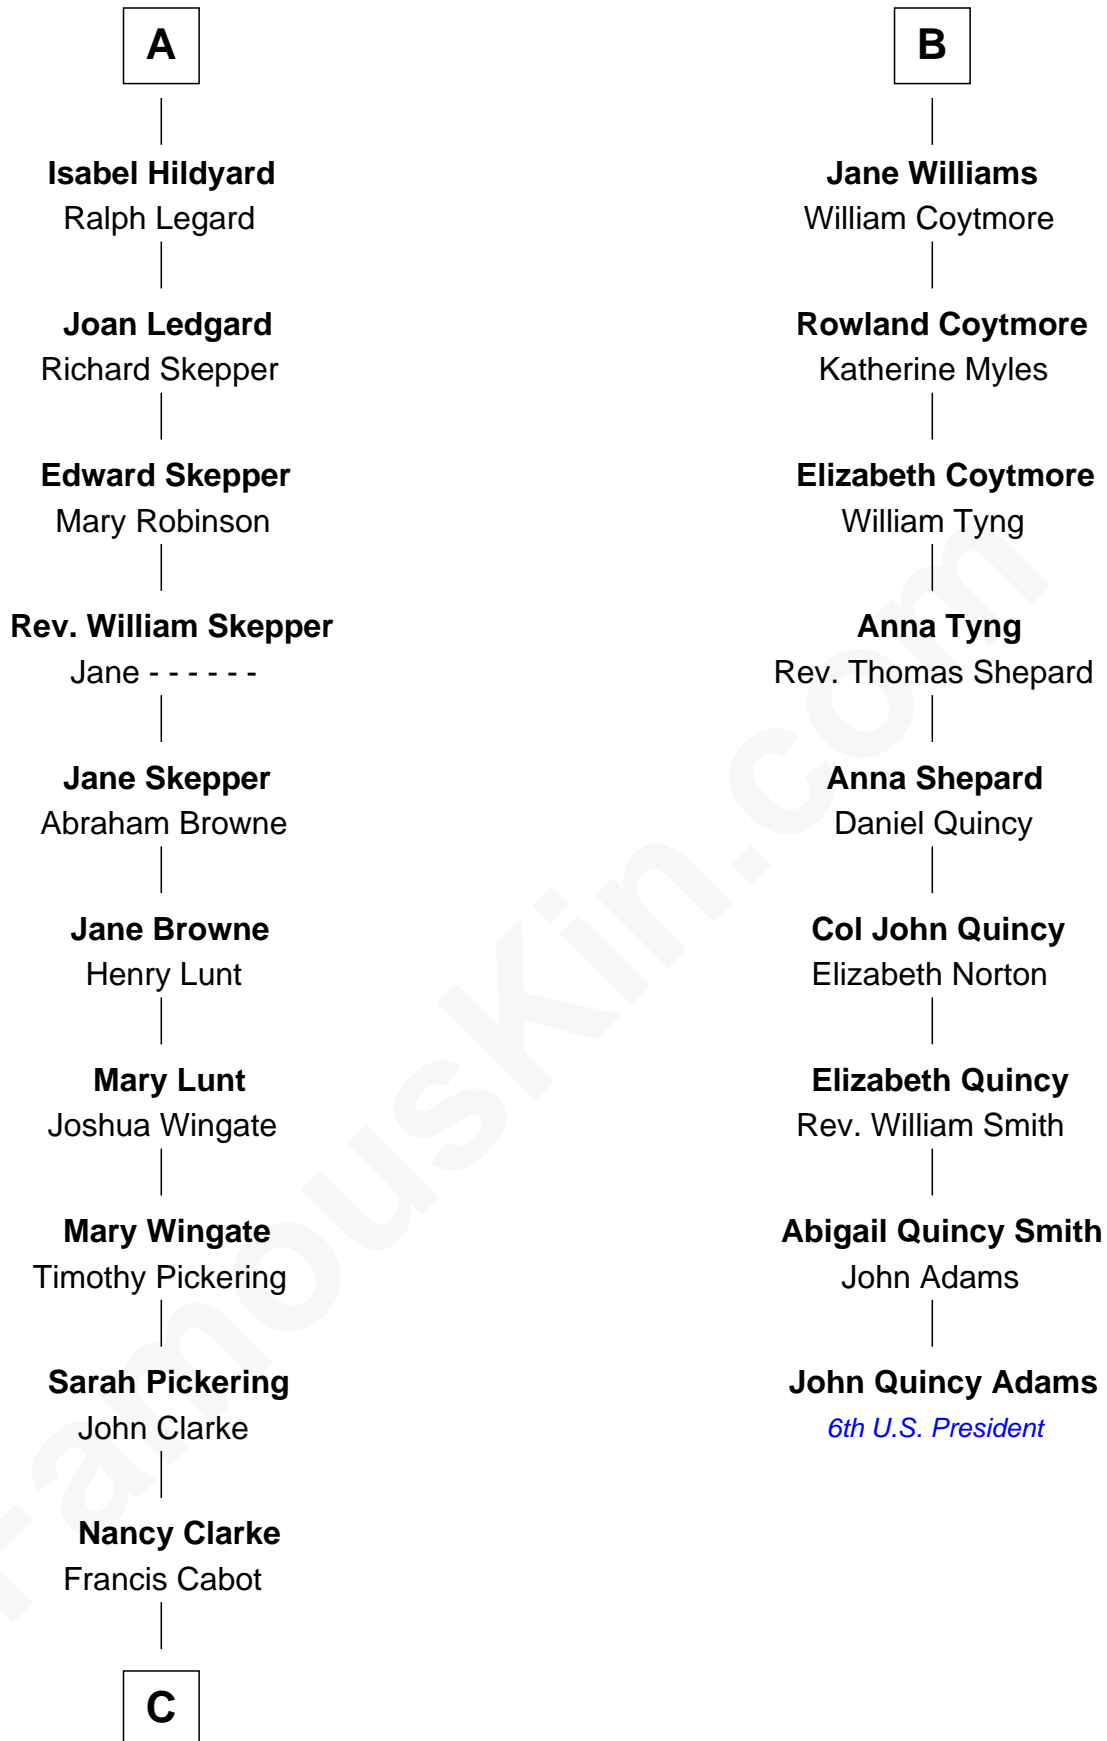 A
Isabel Hildyard
Ralph Legard
Joan Ledgard
Richard Skepper
Edward Skepper
Mary Robinson
Rev. William Skepper
Jane - - - - - -
Jane Skepper
Abraham Browne
Jane Browne
Henry Lunt
Mary Lunt
Joshua Wingate
Mary Wingate
Timothy Pickering
Sarah Pickering
John Clarke
Nancy Clarke
Francis Cabot
C
B
Jane Williams
William Coytmore
Rowland Coytmore
Katherine Myles
Elizabeth Coytmore
William Tyng
Anna Tyng
Rev. Thomas Shepard
Anna Shepard
Daniel Quincy
Col John Quincy
Elizabeth Norton
Elizabeth Quincy
Rev. William Smith
Abigail Quincy Smith
John Adams
John Quincy Adams
6th U.S. President
FamousKin.com